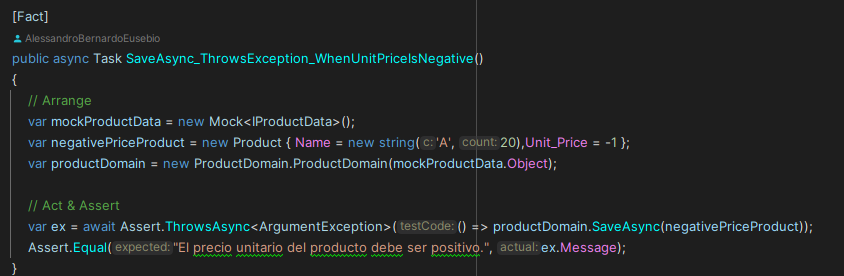 [Fact]
AlessandroBernardoEusebio
public async Task SaveAsync_ThrowsException_WhenUnitPriceIsNegative()
{
// Arrange
var mockProductData = new Mock<IProductData>();
var negativePriceProduct = new Product { Name = new string( c: 'A', count: 20),Unit_Price = -1 };
var productDomain = new ProductDomain.ProductDomain(mockProductData.Object);
// Act & Assert
var ex = await Assert.ThrowsAsync<ArgumentException>( testCode: () => productDomain.SaveAsync(negativePriceProduct));
Assert.Equal( expected: "El precio unitario del producto debe ser positivo.", actual: ex.Message);
}